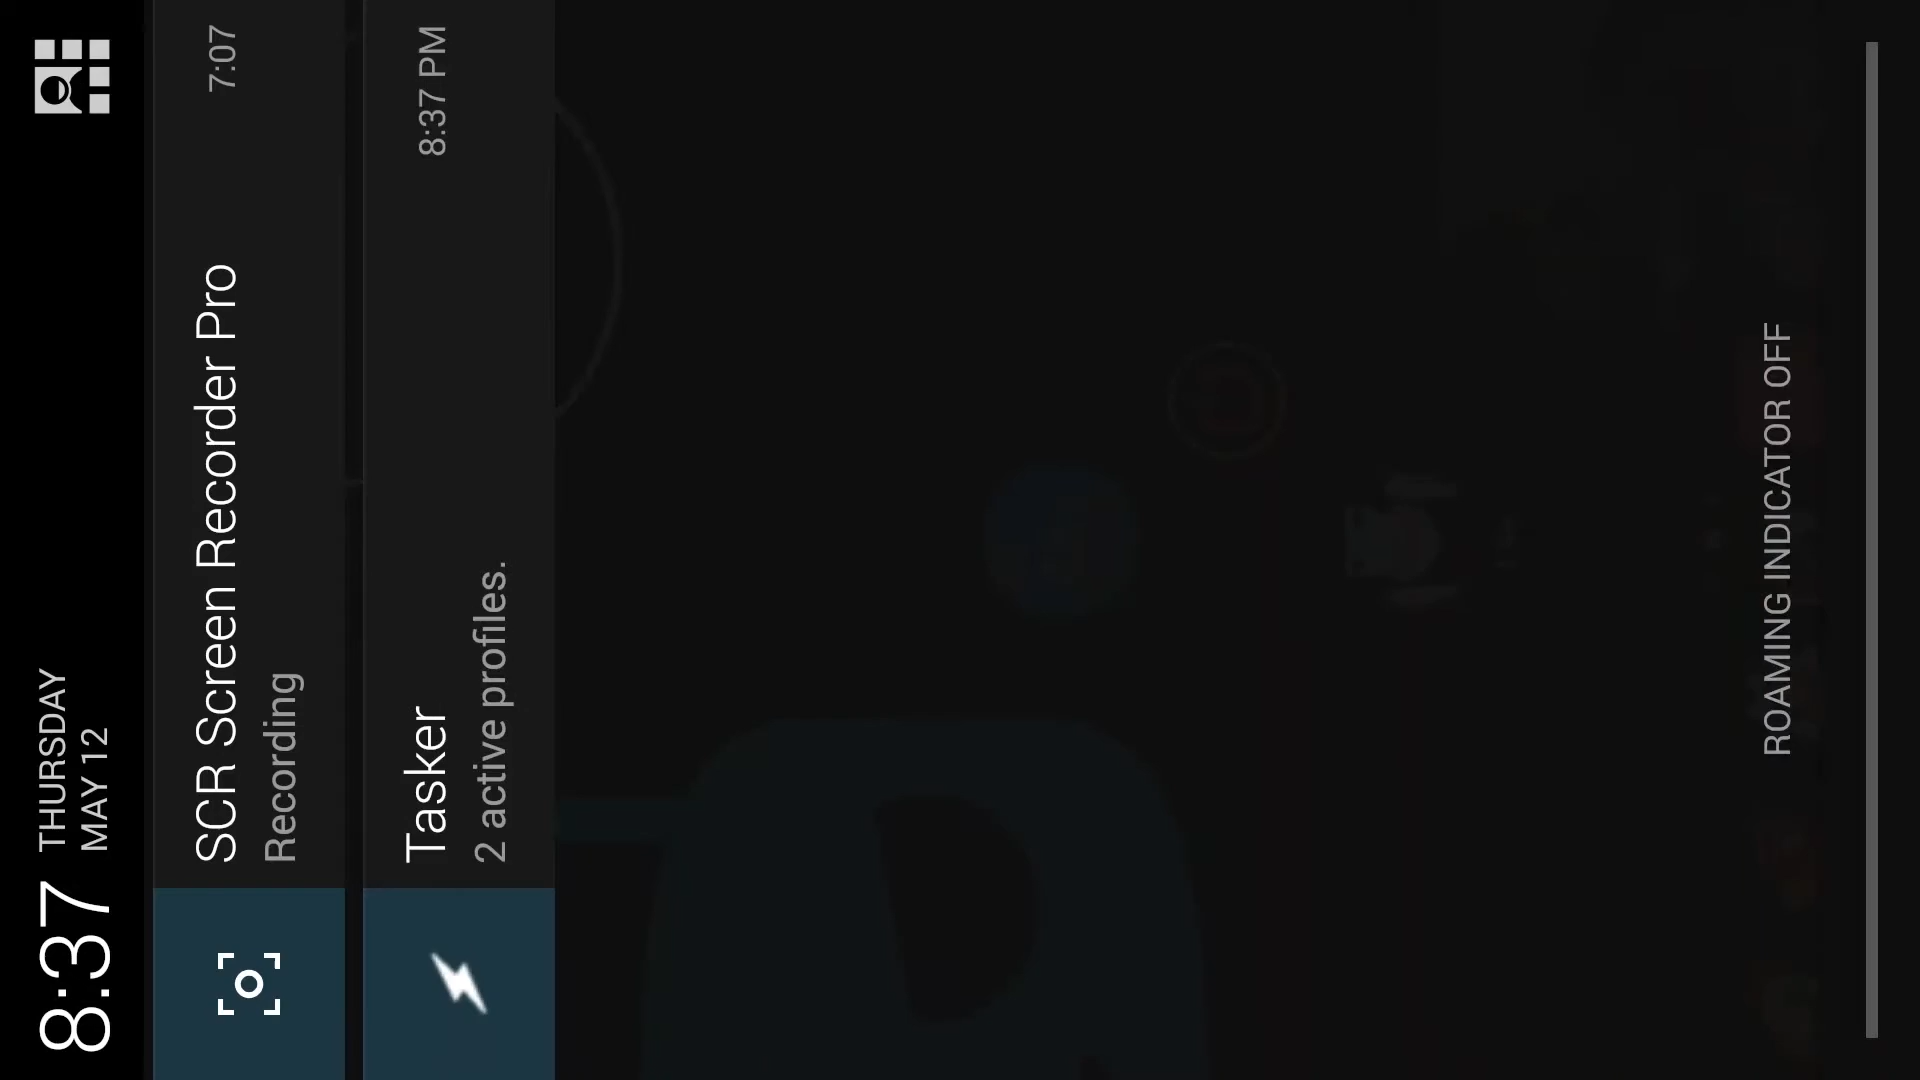 8:37
THURSDAY
MAY 12
SCR Screen Recorder Pro
7:07
Recording
Tasker
8:37 PM
2 active profiles.
ROAMING INDICATOR OFF